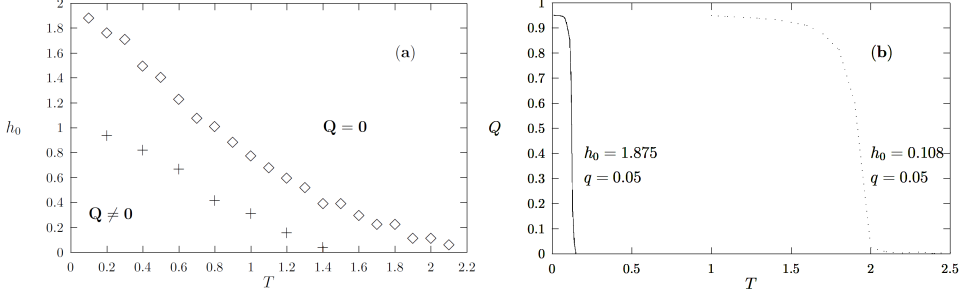 2
1.8
1.6
1.4
1.2
1
0.8
0.6
0.4
0.2
0
h₀
(a)
Q = 0
Q ≠ 0
0 0.2 0.4 0.6 0.8 1 1.2 1.4 1.6 1.8 2 2.2
T
1
0.9
0.8
0.7
0.6
0.5
0.4
0.3
0.2
0.1
0
Q
(b)
h₀ = 1.875
q = 0.05
h₀ = 0.108
q = 0.05
0 0.5 1 1.5 2 2.5
T